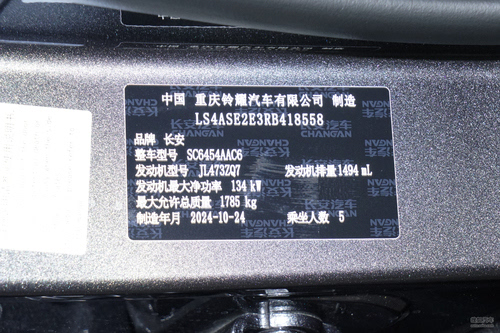 中国 重庆铃耀汽车有限公司 制造
LS4ASE2E3RB418558
品牌 长安
整车型号 SC6454AAC6
发动机型号 JL473ZQ7 发动机排量 1494 mL
发动机最大净功率 134 kW
最大允许总质量 1785 kg
制造年月 2024-10-24 乘坐人数 5